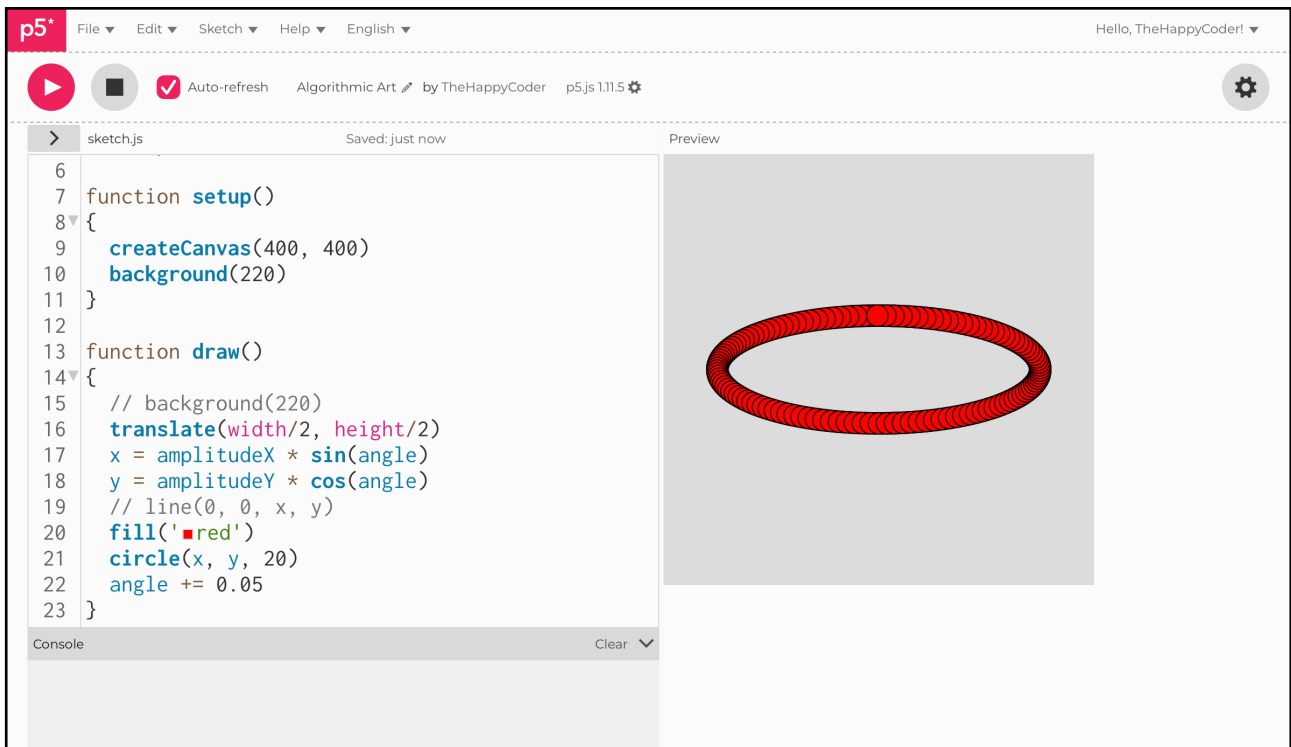 p5* File Edit Sketch Help English Hello, TheHappyCoder!
Auto-refresh Algorithmic Art by TheHappyCoder p5.js 1.11.5
sketch.js Saved: just now Preview
6
7 function setup()
8 {
9 createCanvas(400, 400)
10 background(220)
11 }
12
13 function draw()
14 {
15 // background(220)
16 translate(width/2, height/2)
17 x = amplitudeX * sin(angle)
18 y = amplitudeY * cos(angle)
19 // line(0, 0, x, y)
20 fill('red')
21 circle(x, y, 20)
22 angle += 0.05
23 }
Console Clear